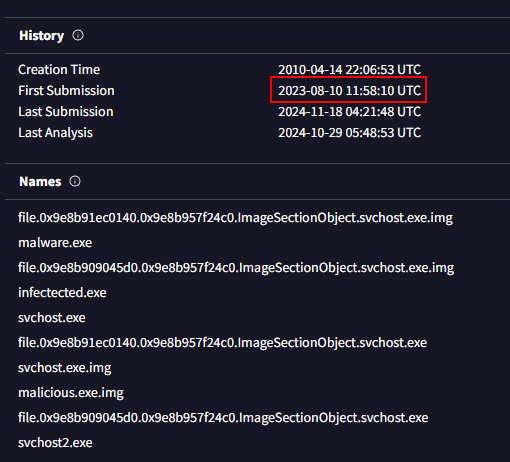 History
Creation Time 2010-04-14 22:06:53 UTC
First Submission 2023-08-10 11:58:10 UTC
Last Submission 2024-11-18 04:21:48 UTC
Last Analysis 2024-10-29 05:48:53 UTC
Names
file.0x9e8b91ec0140.0x9e8b957f24c0.ImageSectionObject.svchost.exe.img
malware.exe
file.0x9e8b909045d0.0x9e8b957f24c0.ImageSectionObject.svchost.exe.img
infectected.exe
svchost.exe
file.0x9e8b91ec0140.0x9e8b957f24c0.ImageSectionObject.svchost.exe
svchost.exe.img
malicious.exe.img
file.0x9e8b909045d0.0x9e8b957f24c0.ImageSectionObject.svchost.exe
svchost2.exe